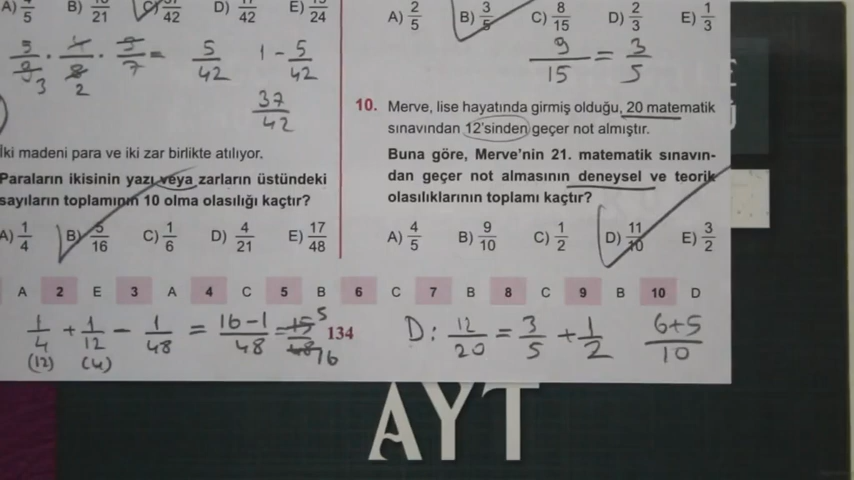 A) 4/5 B) 21 C) 37/42 D) 42 E) 13/24
5/9 3 · 4/8 2 · 3/7 = 5/42 1 - 5/42
37/42
İki madeni para ve iki zar birlikte atılıyor.
Paraların ikisinin yazı veya zarların üstündeki
sayıların toplamının 10 olma olasılığı kaçtır?
A) 1/4 B) 5/16 C) 1/6 D) 4/21 E) 17/48
A) 2/5 B) 3/5 C) 8/15 D) 2/3 E) 1/3
9/15 = 3/5
10. Merve, lise hayatında girmiş olduğu, 20 matematik
sınavından 12'sinden geçer not almıştır.
Buna göre, Merve'nin 21. matematik sınavın-
dan geçer not almasının deneysel ve teorik
olasılıklarının toplamı kaçtır?
A) 4/5 B) 9/10 C) 1/2 D) 11/10 E) 3/2
A 2 E 3 A 4 C 5 B 6 C 7 B 8 C 9 B 10 D
1/4 + 1/12 - 1/48 = 16-1/48 = 15/48 5/16
(12) (4)
134
D: 12/20 = 3/5 + 1/2 6+5/10
AYT